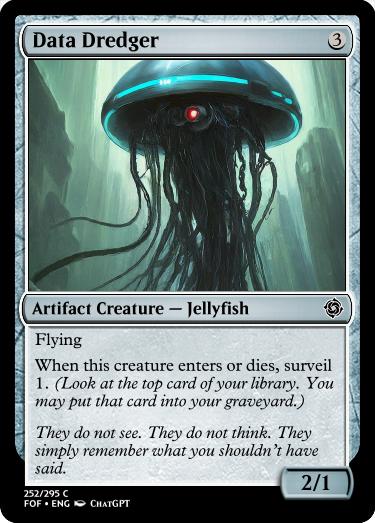 Data Dredger 3
Artifact Creature — Jellyfish
Flying
When this creature enters or dies, surveil
1. (Look at the top card of your library. You
may put that card into your graveyard.)
They do not see. They do not think. They
simply remember what you shouldn't have
said.
2/1
252/295 C
FOF • ENG ChatGPT